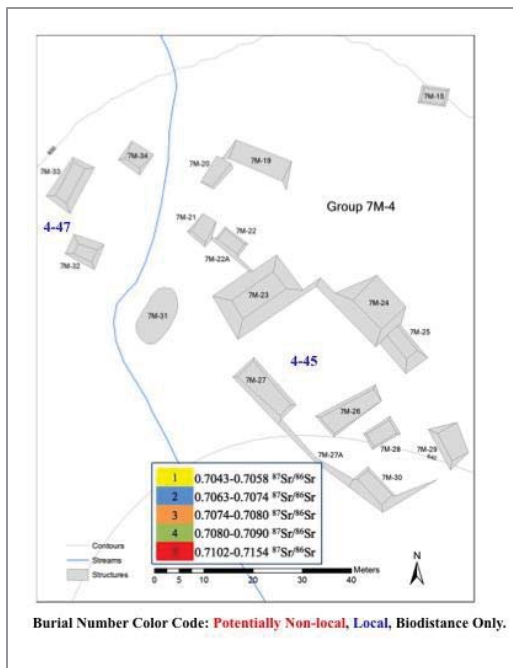 7M-15
7M-34
7M-33
7M-20
7M-19
Group 7M-4
4-47
7M-21
7M-22
7M-32
7M-22A
7M-23
7M-24
7M-31
7M-25
4-45
7M-27
7M-26
7M-28
7M-29
7M-27A
7M-30
1 0.7043-0.7058 ⁸⁷Sr/⁸⁶Sr
2 0.7063-0.7074 ⁸⁷Sr/⁸⁶Sr
3 0.7074-0.7080 ⁸⁷Sr/⁸⁶Sr
4 0.7080-0.7090 ⁸⁷Sr/⁸⁶Sr
0.7102-0.7154 ⁸⁷Sr/⁸⁶Sr
Contours
Streams
Structures
Meters
0 5 10 20 30 40
N
Burial Number Color Code: Potentially Non-local, Local, Biodistance Only.